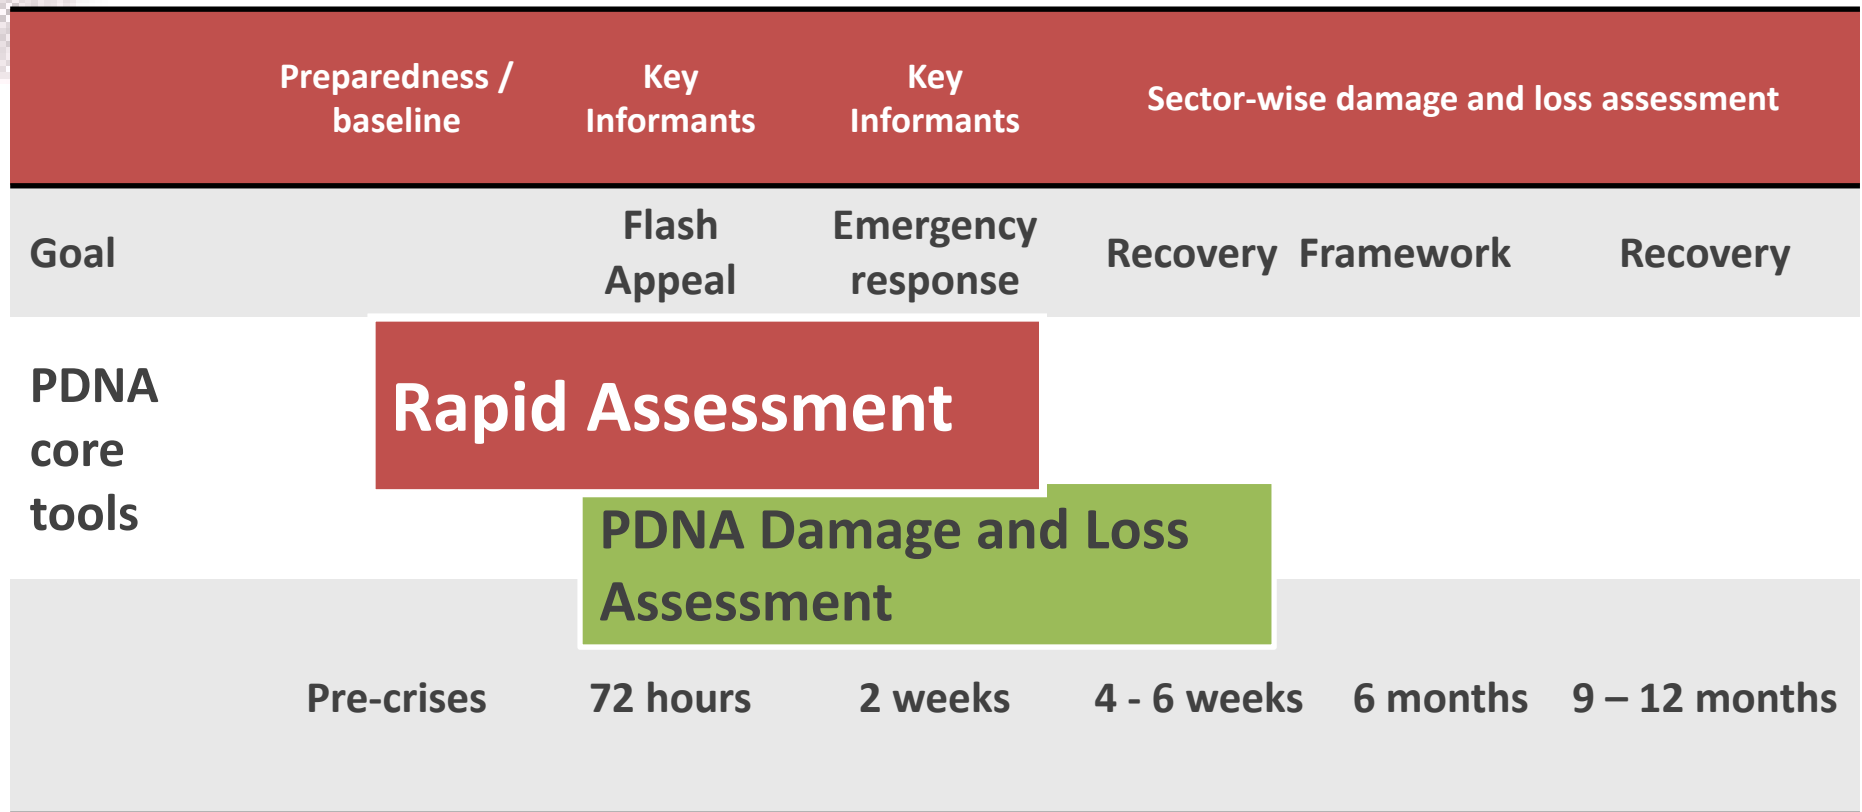 Preparedness /
baseline
Key
Informants
Key
Informants
Sector-wise damage and loss assessment
Goal
Flash
Appeal
Emergency
response
Recovery Framework
Recovery
PDNA
core
tools
Rapid Assessment
PDNA Damage and Loss
Assessment
Pre-crises
72 hours
2 weeks
4 - 6 weeks
6 months
9 – 12 months